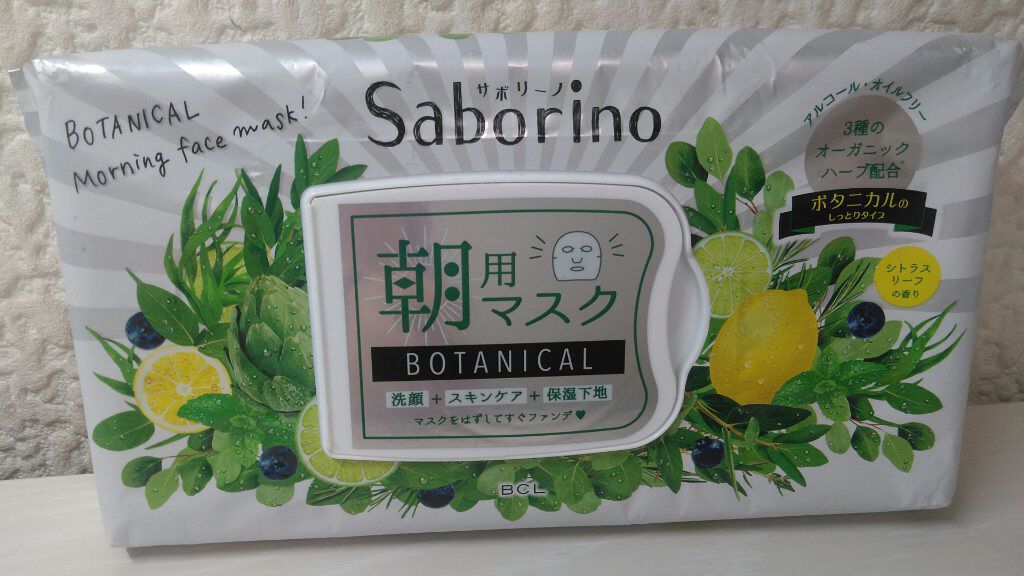 BOTANICAL
Morning face mask!
サボリーノ
Saborino
アルコール・オイルフリー
3種の
オーガニック
ハーブ配合
ボタニカルの
しっとりタイプ
シトラス
リーフ
の香り
朝用
マスク
BOTANICAL
洗顔+スキンケア+保湿下地
マスクをはずしてすぐファンデ♥
BCL